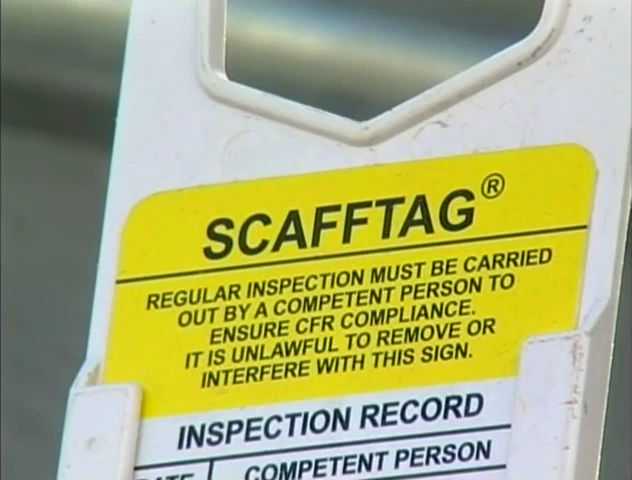 SCAFFTAG®
REGULAR INSPECTION MUST BE CARRIED
OUT BY A COMPETENT PERSON TO
ENSURE CFR COMPLIANCE.
IT IS UNLAWFUL TO REMOVE OR
INTERFERE WITH THIS SIGN.
INSPECTION RECORD
DATE COMPETENT PERSON